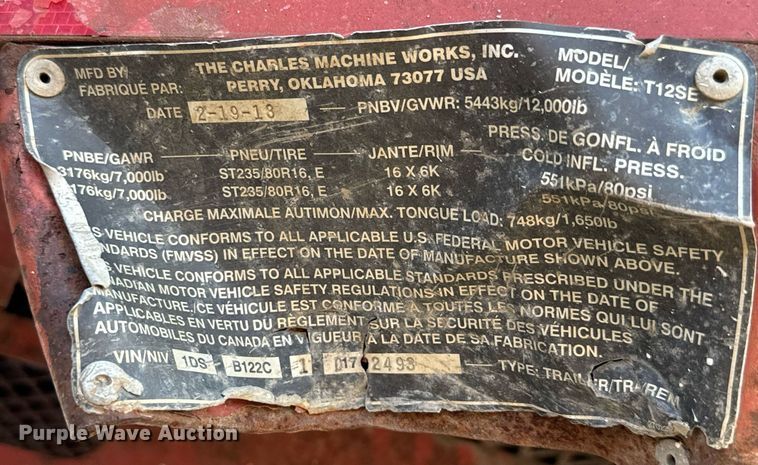 MFD BY/ THE CHARLES MACHINE WORKS, INC. MODEL/
FABRIQUÉ PAR: PERRY, OKLAHOMA 73077 USA MODÈLE: T12SE
DATE 2-19-13 PNBV/GVWR: 5443kg/12,000lb
PRESS. DE GONFL. À FROID
PNBE/GAWR PNEU/TIRE JANTE/RIM COLD INFL. PRESS.
3176kg/7,000lb ST235/80R16, E 16 X 6K 551kPa/80psi
176kg/7,000lb ST235/80R16, E 16 X 6K 551kPa/80psi
CHARGE MAXIMALE AUTIMON/MAX. TONGUE LOAD: 748kg/1,650lb
S VEHICLE CONFORMS TO ALL APPLICABLE U.S. FEDERAL MOTOR VEHICLE SAFETY
NDARDS (FMVSS) IN EFFECT ON THE DATE OF MANUFACTURE SHOWN ABOVE.
S VEHICLE CONFORMS TO ALL APPLICABLE STANDARDS PRESCRIBED UNDER THE
NADIAN MOTOR VEHICLE SAFETY REGULATIONS IN EFFECT ON THE DATE OF
MANUFACTURE./CE VÉHICULE EST CONFORME À TOUTES LES NORMES QUI LUI SONT
APPLICABLES EN VERTU DU RÈGLEMENT SUR LA SÉCURITÉ DES VÉHICULES
AUTOMOBILES DU CANADA EN VIGUEUR À LA DATE DE SA FABRICATION.
VIN/NIV 1DS B122C 1 D17 2493 TYPE: TRAILER/TR REM
Purple Wave Auction